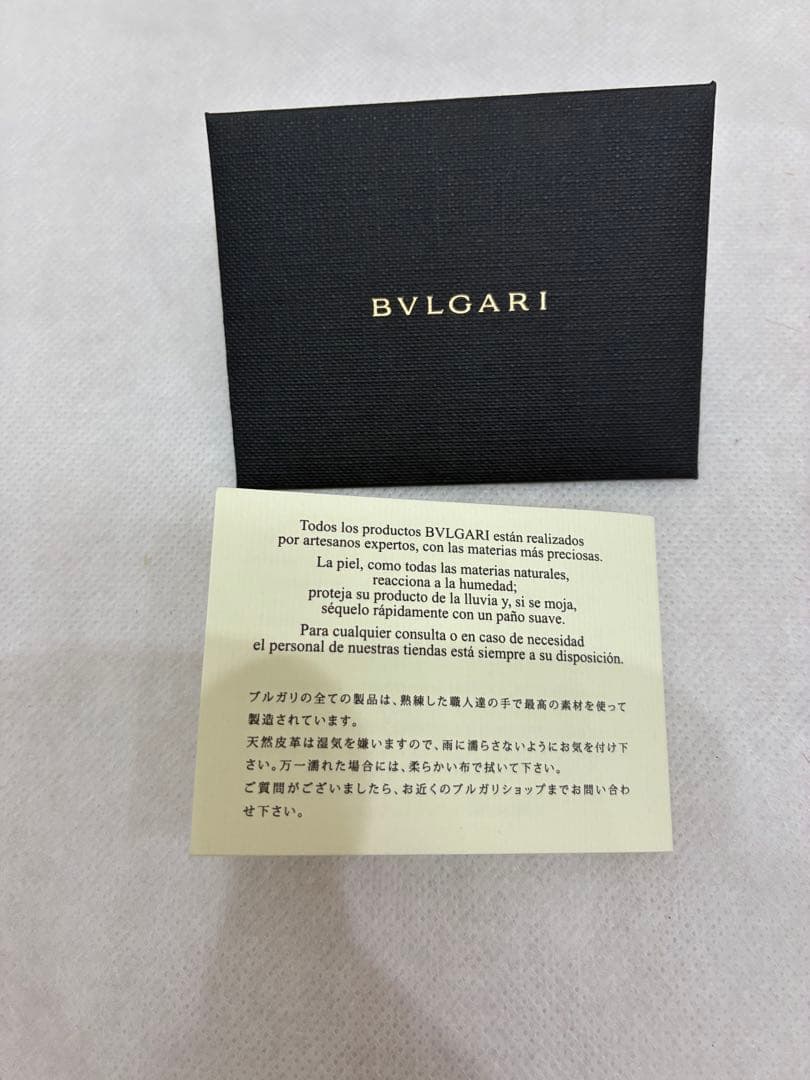 BVLGARI
Todos los productos BVLGARI están realizados
por artesanos expertos, con las materias más preciosas.
La piel, como todas las materias naturales,
reacciona a la humedad;
proteja su producto de la lluvia y, si se moja,
séquelo rápidamente con un paño suave.
Para cualquier consulta o en caso de necesidad
el personal de nuestras tiendas está siempre a su disposición.
ブルガリの全ての製品は、熟練した職人達の手で最高の素材を使って
製造されています。
天然皮革は湿気を嫌いますので、雨に濡らさないようにお気を付け下
さい。万一濡れた場合には、柔らかい布で拭いて下さい。
ご質問がございましたら、お近くのブルガリショップまでお問い合わ
せ下さい。